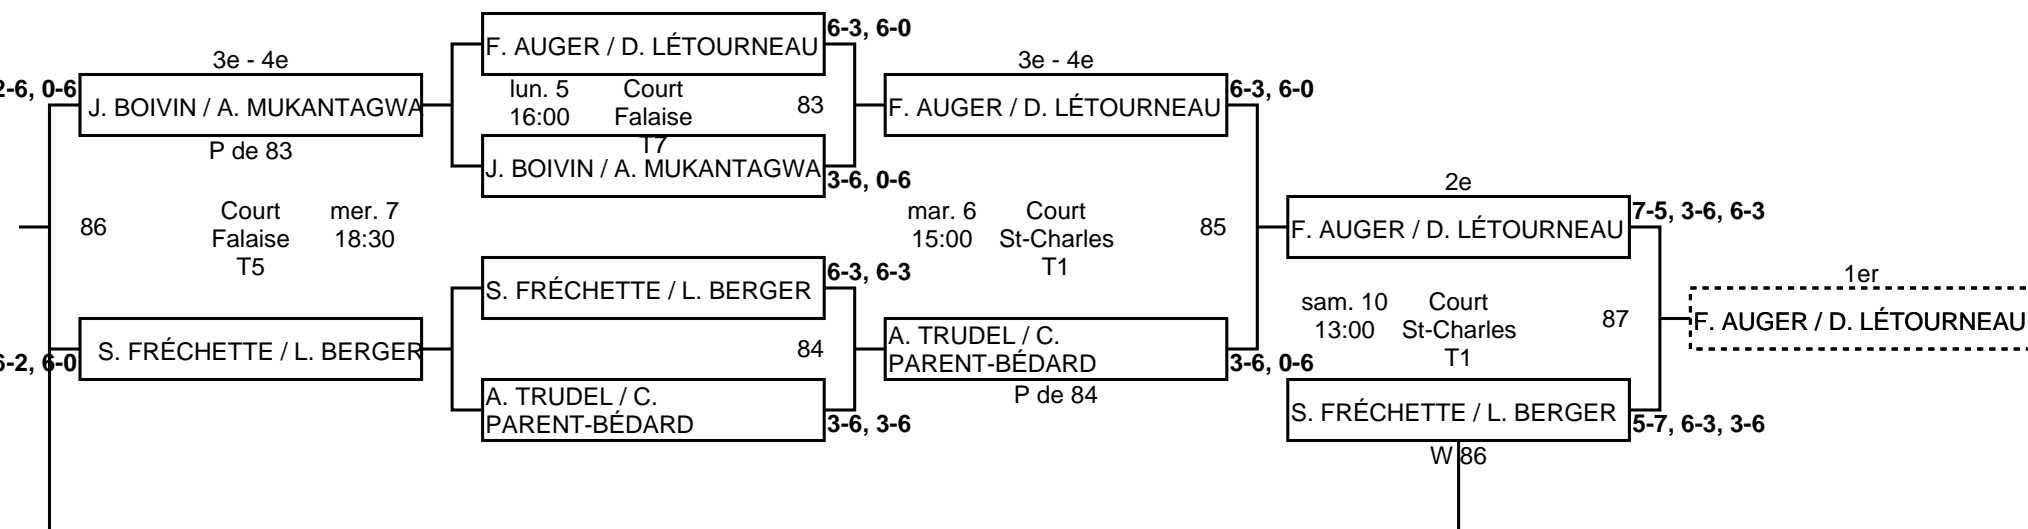 2-6, 0-6
3e - 4e
J. BOIVIN / A. MUKANTAGWA
P de 83
86
Court
Falaise
T5
mer. 7
18:30
S. FRÉCHETTE / L. BERGER
6-2, 6-0
F. AUGER / D. LÉTOURNEAU
6-3, 6-0
lun. 5
16:00
Court
Falaise
T7
83
J. BOIVIN / A. MUKANTAGWA
3-6, 0-6
S. FRÉCHETTE / L. BERGER
6-3, 6-3
84
A. TRUDEL / C.
PARENT-BÉDARD
3-6, 3-6
3e - 4e
F. AUGER / D. LÉTOURNEAU
6-3, 6-0
mar. 6
15:00
Court
St-Charles
T1
85
A. TRUDEL / C.
PARENT-BÉDARD
3-6, 0-6
P de 84
2e
F. AUGER / D. LÉTOURNEAU
7-5, 3-6, 6-3
sam. 10
13:00
Court
St-Charles
T1
87
S. FRÉCHETTE / L. BERGER
5-7, 6-3, 3-6
W 86
1er
F. AUGER / D. LÉTOURNEAU